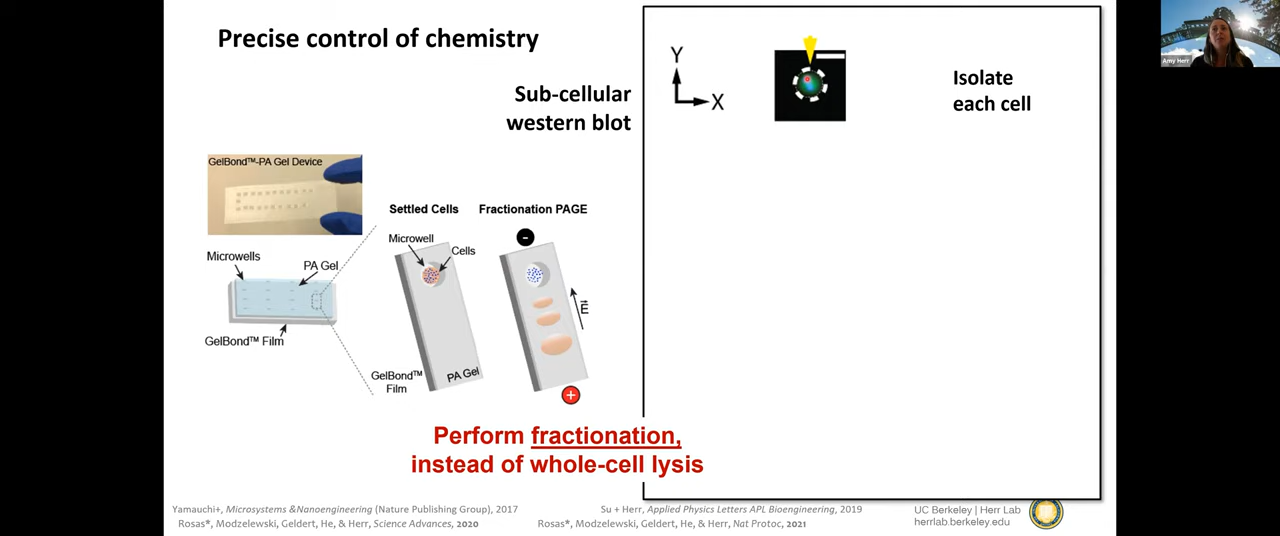 Precise control of chemistry
Sub-cellular
western blot
Y
X
Isolate
each cell
Amy Herr
GelBond™-PA Gel Device
Microwells
PA Gel
GelBond™ Film
Settled Cells
Microwell
Cells
GelBond™
Film
PA Gel
Fractionation PAGE
-
E
+
Perform fractionation,
instead of whole-cell lysis
Yamauchi+, Microsystems &Nanoengineering (Nature Publishing Group), 2017
Su + Herr, Applied Physics Letters APL Bioengineering, 2019
Rosas*, Modzelewski, Geldert, He, & Herr, Science Advances, 2020
Rosas*, Modzelewski, Geldert, He, & Herr, Nat Protoc, 2021
UC Berkeley | Herr Lab
herrlab.berkeley.edu